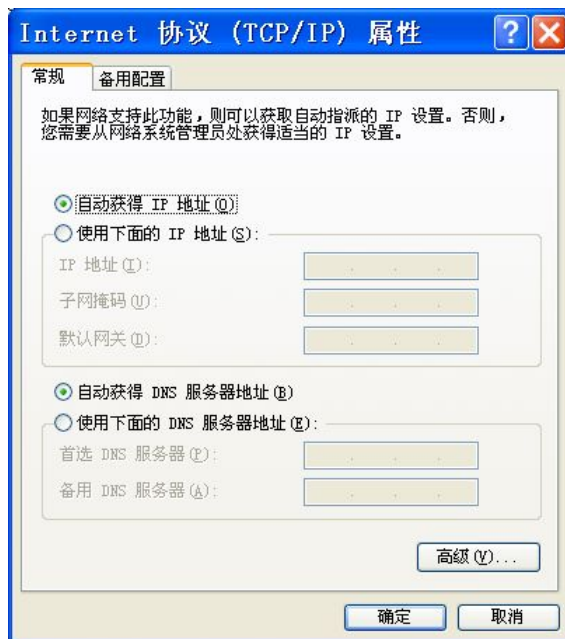 Internet 协议 (TCP/IP) 属性
常规
备用配置
如果网络支持此功能，则可以获取自动指派的 IP 设置。否则，
您需要从网络系统管理员处获得适当的 IP 设置。
自动获得 IP 地址(O)
使用下面的 IP 地址(S):
IP 地址(I):
子网掩码(U):
默认网关(D):
自动获得 DNS 服务器地址(B)
使用下面的 DNS 服务器地址(E):
首选 DNS 服务器(P):
备用 DNS 服务器(A):
高级(V)...
确定
取消